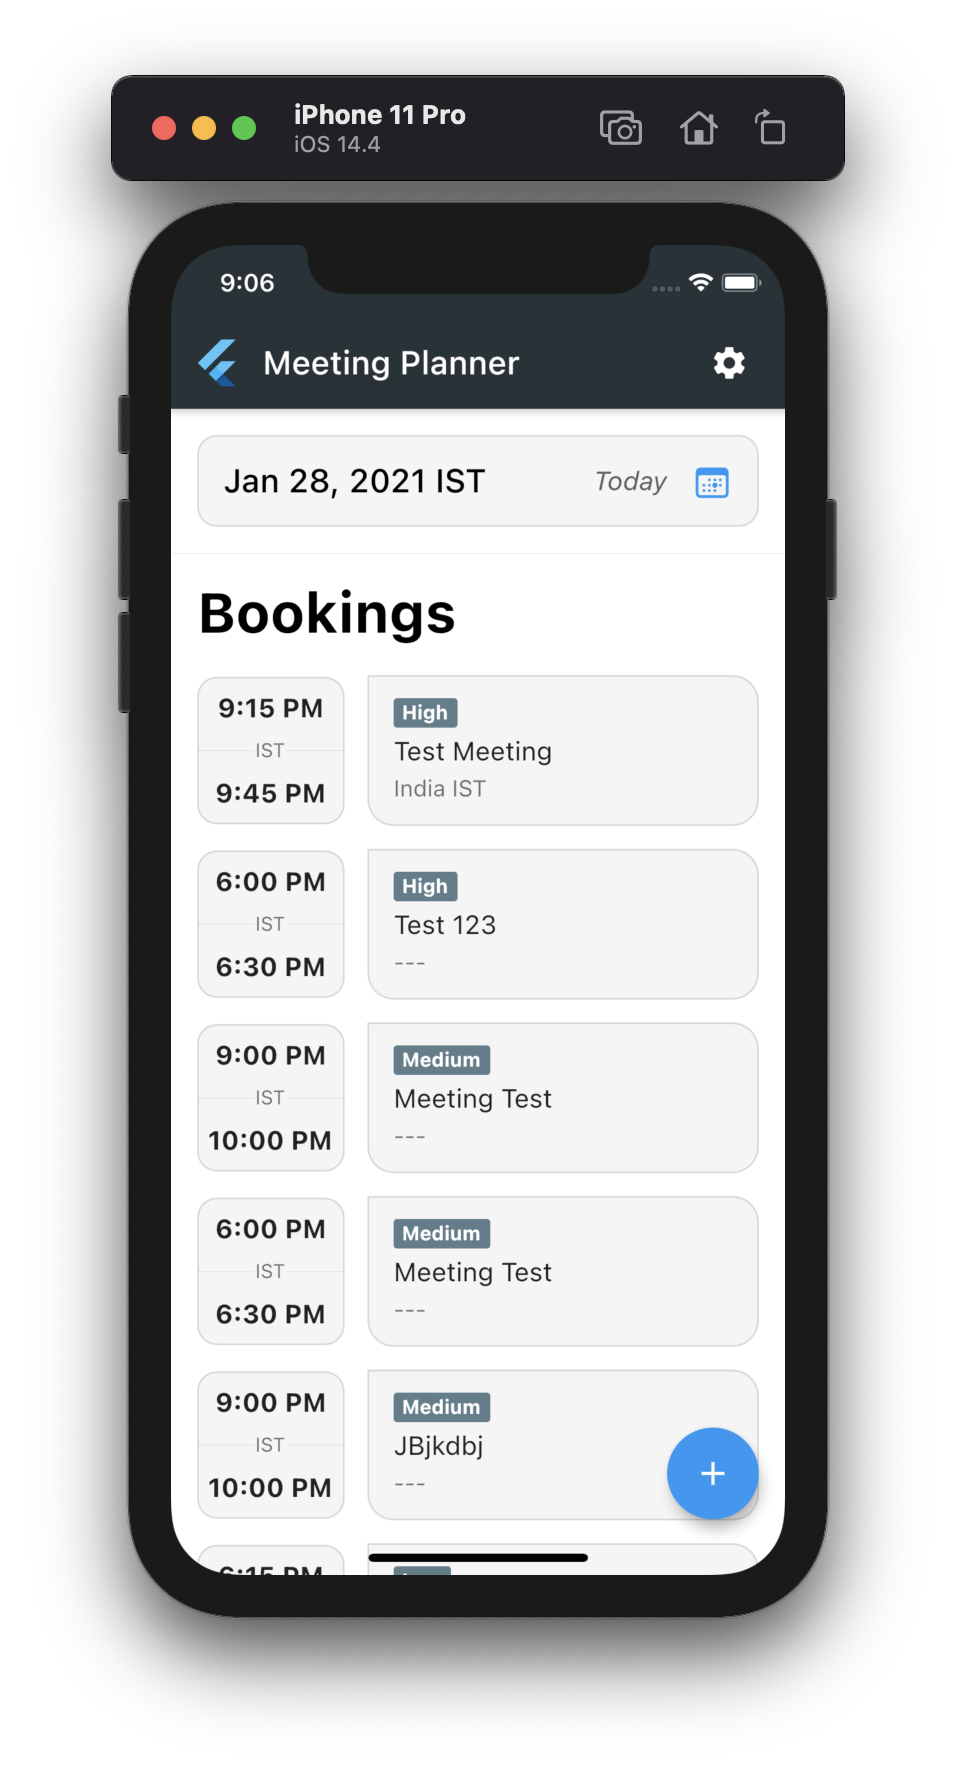 iPhone 11 Pro
iOS 14.4
9:06
Meeting Planner
Jan 28, 2021 IST Today
Bookings
9:15 PM
IST
9:45 PM
High
Test Meeting
India IST
6:00 PM
IST
6:30 PM
High
Test 123
---
9:00 PM
IST
10:00 PM
Medium
Meeting Test
---
6:00 PM
IST
6:30 PM
Medium
Meeting Test
---
9:00 PM
IST
10:00 PM
Medium
JBjkdbj
---
6:15 PM